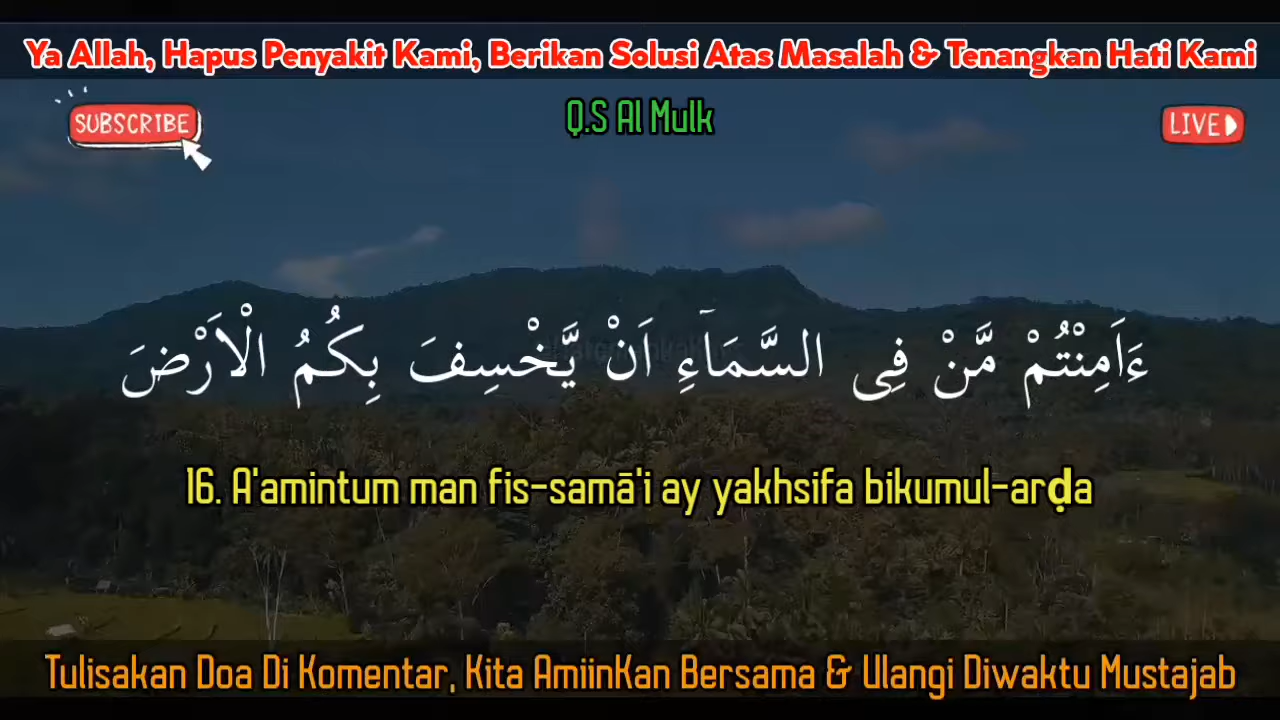 Ya Allah, Hapus Penyakit Kami, Berikan Solusi Atas Masalah & Tenangkan Hati Kami
SUBSCRIBE
Q.S Al Mulk
LIVE
ءَاَمِنْتُمْ مَّنْ فِى السَّمَاۤءِ اَنْ يَّخْسِفَ بِكُمُ الْاَرْضَ
16. A'amintum man fis-samā'i ay yakhsifa bikumul-arḍa
Tulisakan Doa Di Komentar, Kita AmiinKan Bersama & Ulangi Diwaktu Mustajab